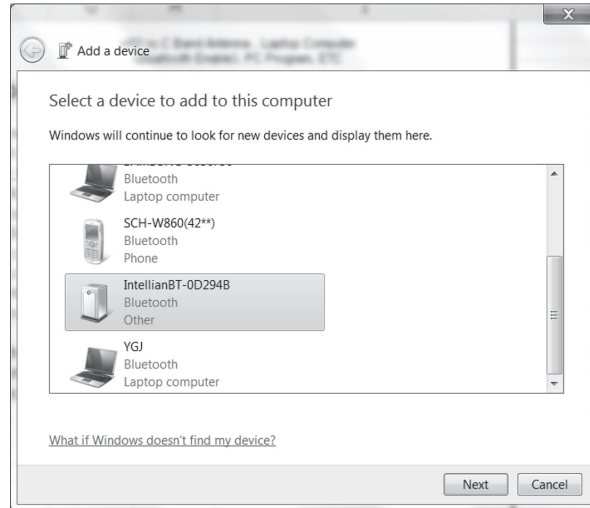 Add a device
Select a device to add to this computer
Windows will continue to look for new devices and display them here.
Bluetooth
Laptop computer
SCH-W860(42**)
Bluetooth
Phone
IntellianBT-0D294B
Bluetooth
Other
YGJ
Bluetooth
Laptop computer
What if Windows doesn't find my device?
Next
Cancel